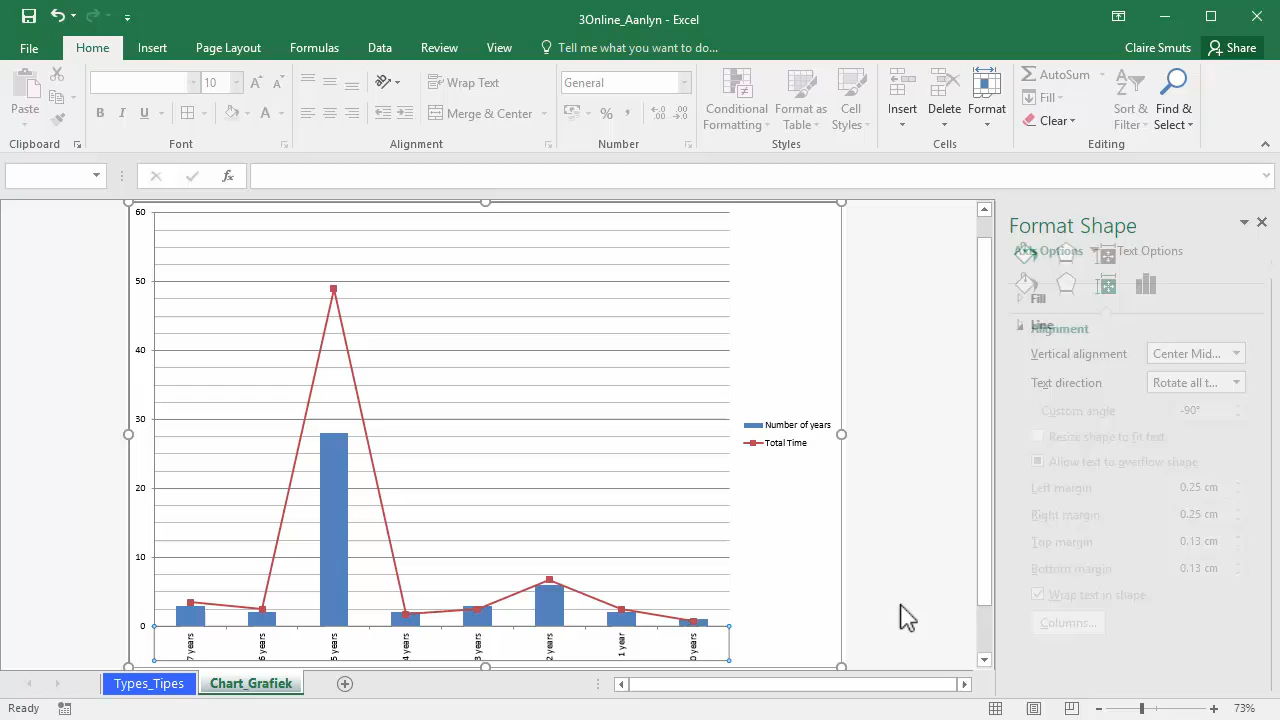 3Online_Aanlyn - Excel
File Home Insert Page Layout Formulas Data Review View Tell me what you want to do... Claire Smuts Share
Paste
Clipboard
10
B I U
Font
Wrap Text
Merge & Center
Alignment
General
%
Number
Conditional Formatting
Format as Table
Cell Styles
Styles
Insert Delete Format
Cells
AutoSum
Fill
Clear
Sort & Filter
Find & Select
Editing
fx
60
50
40
30
20
10
0
7 years
6 years
5 years
4 years
3 years
2 years
1 year
0 years
Number of years
Total Time
Format Shape
Axis Options Text Options
Fill
Line
Alignment
Vertical alignment Center Mid...
Text direction Rotate all t...
Custom angle -90°
Resize shape to fit text
Allow text to overflow shape
Left margin 0.25 cm
Right margin 0.25 cm
Top margin 0.13 cm
Bottom margin 0.13 cm
Wrap text in shape
Columns...
Types_Tipes Chart_Grafiek
Ready
73%